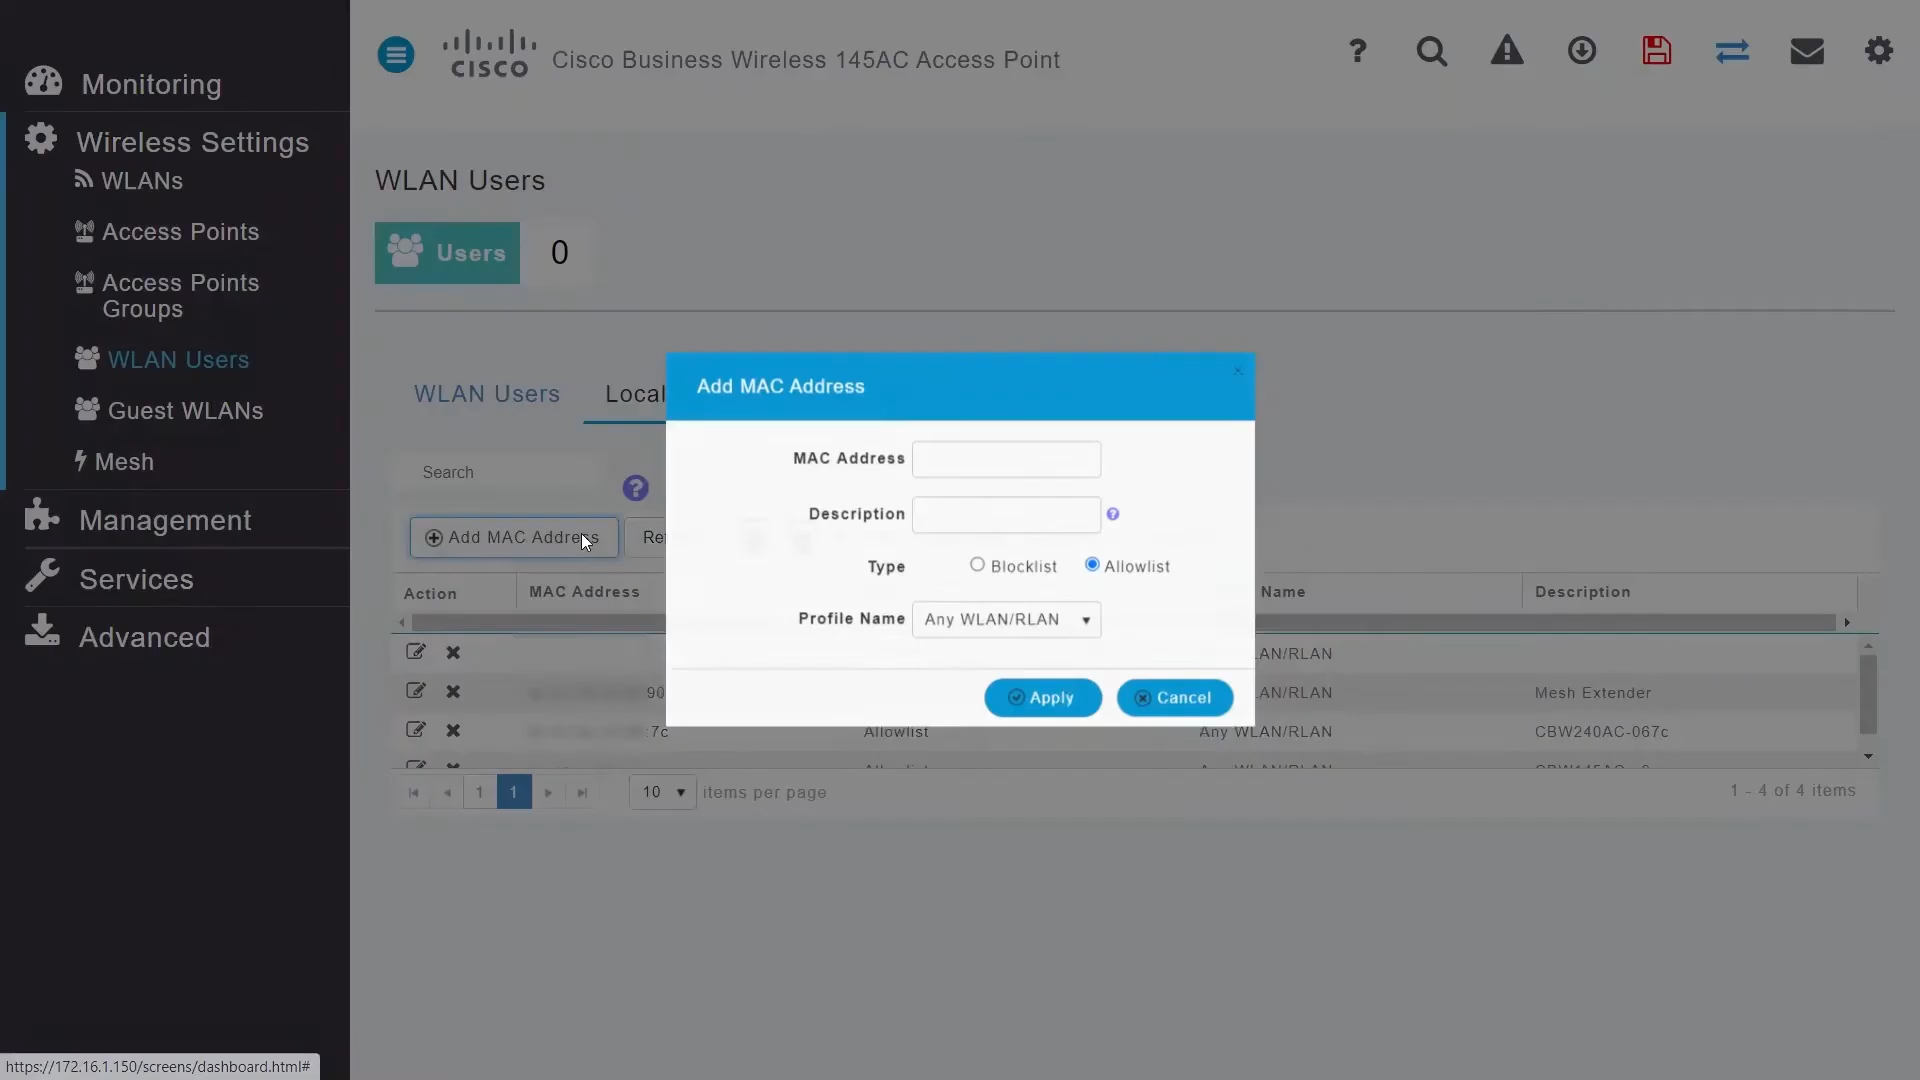 Monitoring
Wireless Settings
WLANs
Access Points
Access Points
Groups
WLAN Users
Guest WLANs
Mesh
Management
Services
Advanced
CISCO
Cisco Business Wireless 145AC Access Point
WLAN Users
Users 0
WLAN Users Local
Search
Add MAC Address
Add MAC Address
MAC Address
Description
Type Blocklist Allowlist
Profile Name Any WLAN/RLAN
Apply Cancel
Action MAC Address Name Description
LAN/RLAN
90 LAN/RLAN Mesh Extender
:7c Allowlist Any WLAN/RLAN CBW240AC-067c
1 1 10 items per page
1 - 4 of 4 items
https://172.16.1.150/screens/dashboard.html#